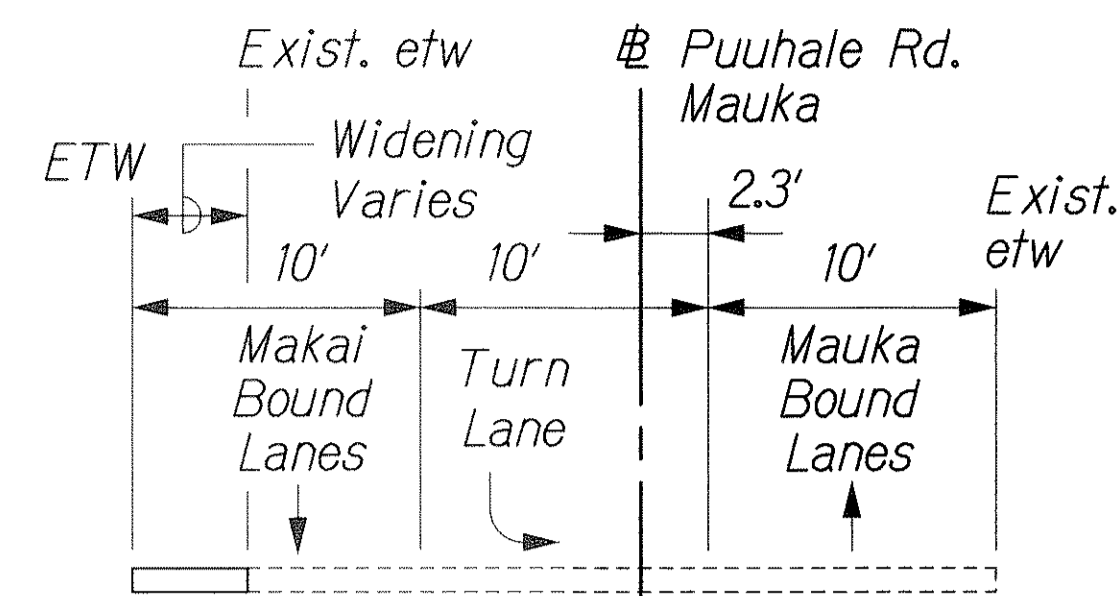 Exist. etw
℄ Puuhale Rd.
Mauka
ETW
Widening
Varies
2.3'
Exist.
etw
10'
10'
10'
Makai
Bound
Lanes
Turn
Lane
Mauka
Bound
Lanes